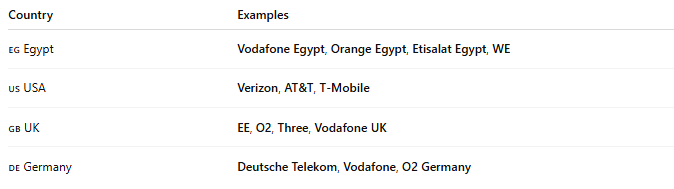 Country Examples
EG Egypt Vodafone Egypt, Orange Egypt, Etisalat Egypt, WE
US USA Verizon, AT&T, T-Mobile
GB UK EE, O2, Three, Vodafone UK
DE Germany Deutsche Telekom, Vodafone, O2 Germany